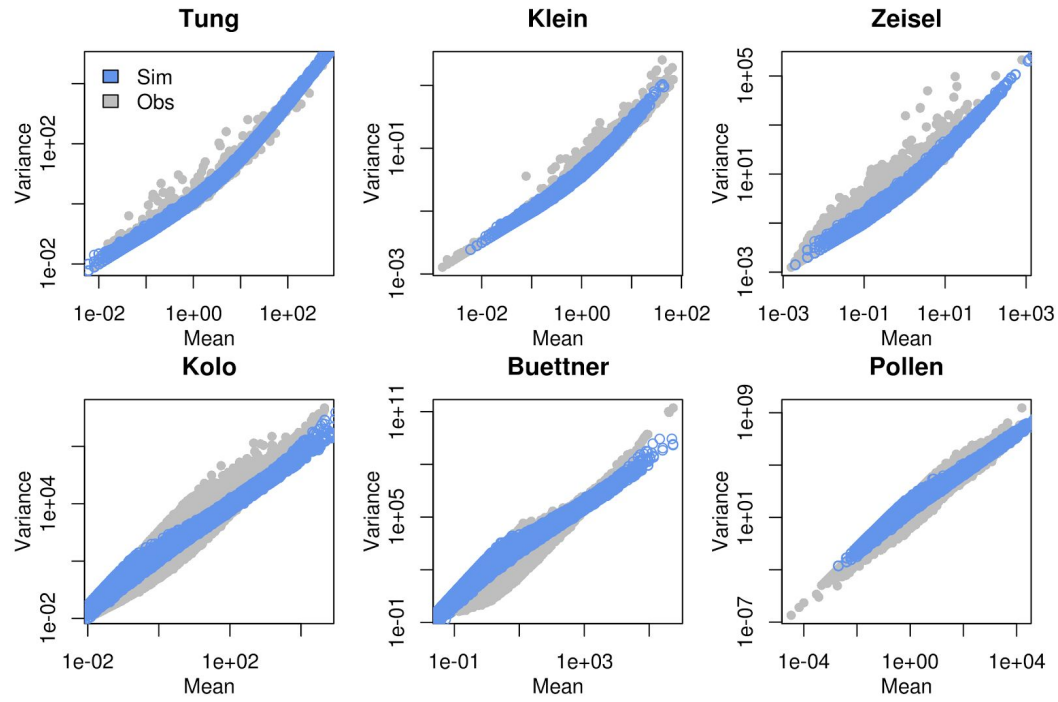 Tung
Klein
Zeisel
Sim
Obs
Variance
1e-02
1e+02
1e-02
1e+00
1e+02
Mean
Variance
1e-03
1e+01
1e-02
1e+00
1e+02
Mean
Variance
1e-03
1e+01
1e+05
1e-03
1e-01
1e+01
1e+03
Mean
Kolo
Buettner
Pollen
Variance
1e-02
1e+04
1e-02
1e+02
Mean
Variance
1e-01
1e+05
1e+11
1e-01
1e+03
Mean
Variance
1e-07
1e+01
1e+09
1e-04
1e+00
1e+04
Mean